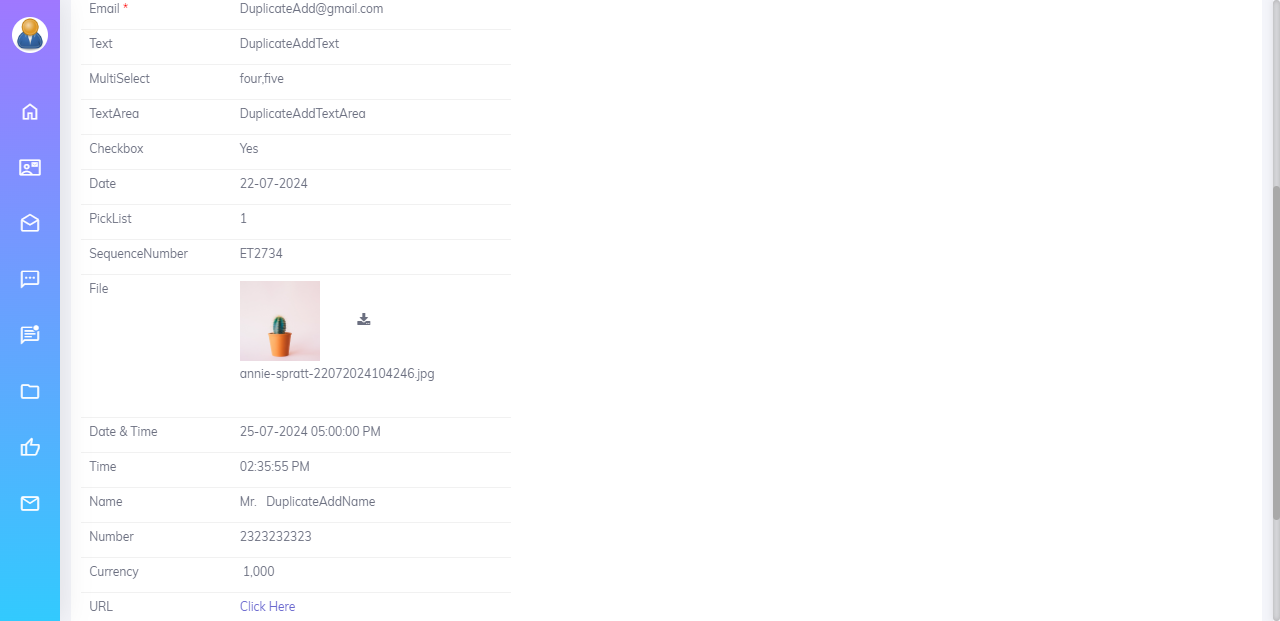 Email * DuplicateAdd@gmail.com
Text DuplicateAddText
MultiSelect four,five
TextArea DuplicateAddTextArea
Checkbox Yes
Date 22-07-2024
PickList 1
SequenceNumber ET2734
File
annie-spratt-22072024104246.jpg
Date & Time 25-07-2024 05:00:00 PM
Time 02:35:55 PM
Name Mr. DuplicateAddName
Number 2323232323
Currency 1,000
URL Click Here